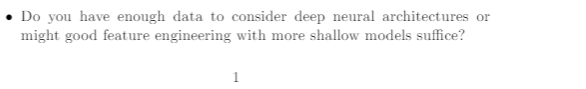 • Do you have enough data to consider deep neural architectures or
might good feature engineering with more shallow models suffice?
1